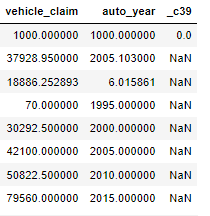 vehicle_claim auto_year _c39
1000.000000 1000.000000 0.0
37928.950000 2005.103000 NaN
18886.252893 6.015861 NaN
70.000000 1995.000000 NaN
30292.500000 2000.000000 NaN
42100.000000 2005.000000 NaN
50822.500000 2010.000000 NaN
79560.000000 2015.000000 NaN